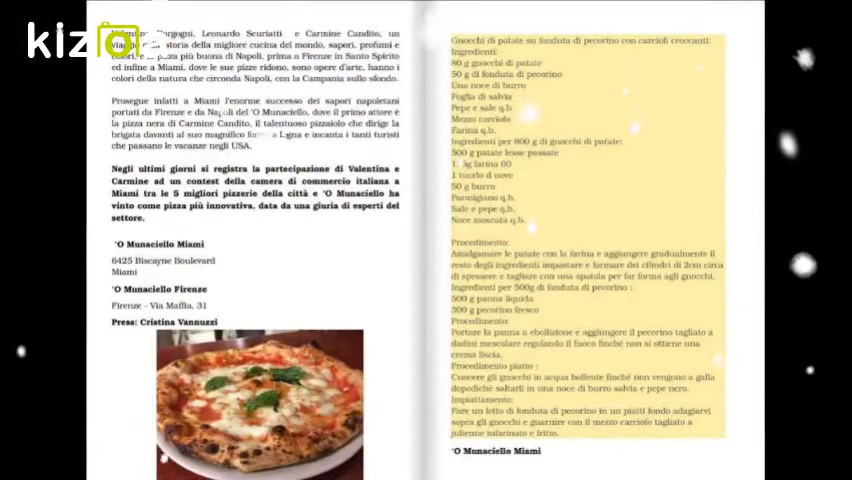 kizoa
Valentina Borgogni, Leonardo Scuriatti e Carmine Candito, un
storia della migliore cucina del mondo, sapori, profumi e
colori, e la pizza più buona di Napoli, prima a Firenze in Santo Spirito
ed infine a Miami, dove le sue pizze ridono, sono opere d'arte, hanno i
colori della natura che circonda Napoli, con la Campania sullo sfondo.
Prosegue infatti a Miami l'enorme successo dei sapori napoletani
portati da Firenze e da Napoli del 'O Munaciello, dove il primo attore è
la pizza nera di Carmine Candito, il talentuoso pizzaiolo che dirige la
brigata davanti al suo magnifico forno a Legna e incanta i tanti turisti
che passano le vacanze negli USA.
Negli ultimi giorni si registra la partecipazione di Valentina e
Carmine ad un contest della camera di commercio italiana a
Miami tra le 5 migliori pizzerie della città e 'O Munaciello ha
vinto come pizza più innovativa, data da una giuria di esperti del
settore.
'O Munaciello Miami
6425 Biscayne Boulevard
Miami
'O Munaciello Firenze
Firenze - Via Maffia, 31
Press: Cristina Vannuzzi
Gnocchi di patate su fonduta di pecorino con carciofi croccanti:
Ingredienti:
80 g gnocchi di patate
50 g di fonduta di pecorino
Una noce di burro
Foglia di salvia
Pepe e sale q.b.
Mezzo carciofo
Farina q.b.
Ingredienti per 800 g di gnocchi di patate:
500 g patate lesse passate
farina 00
1 tuorlo d uovo
50 g burro
Parmigiano q.b.
Sale e pepe q.b.
Noce moscata q.b.
Procedimento:
Amalgamare le patate con la farina e aggiungere gradualmente il
resto degli ingredienti impastare e formare dei cilindri di 2cm circa
di spessore e tagliare con una spatola per far forma agli gnocchi.
Ingredienti per 500g di fonduta di pecorino :
500 g panna liquida
300 g pecorino fresco
Procedimento:
Portare la panna a ebollizione e aggiungere il pecorino tagliato a
dadini mescolare regolando il fuoco finché non si ottiene una
crema liscia.
Procedimento piatto :
Cuocere gli gnocchi in acqua bollente finché non vengono a galla
dopodiché saltarli in una noce di burro salvia e pepe nero.
Impiattamento:
Fare un letto di fonduta di pecorino in un piatti fondo adagiarvi
sopra gli gnocchi e guarnire con il mezzo carciofo tagliato a
julienne infarinato e fritto.
'O Munaciello Miami